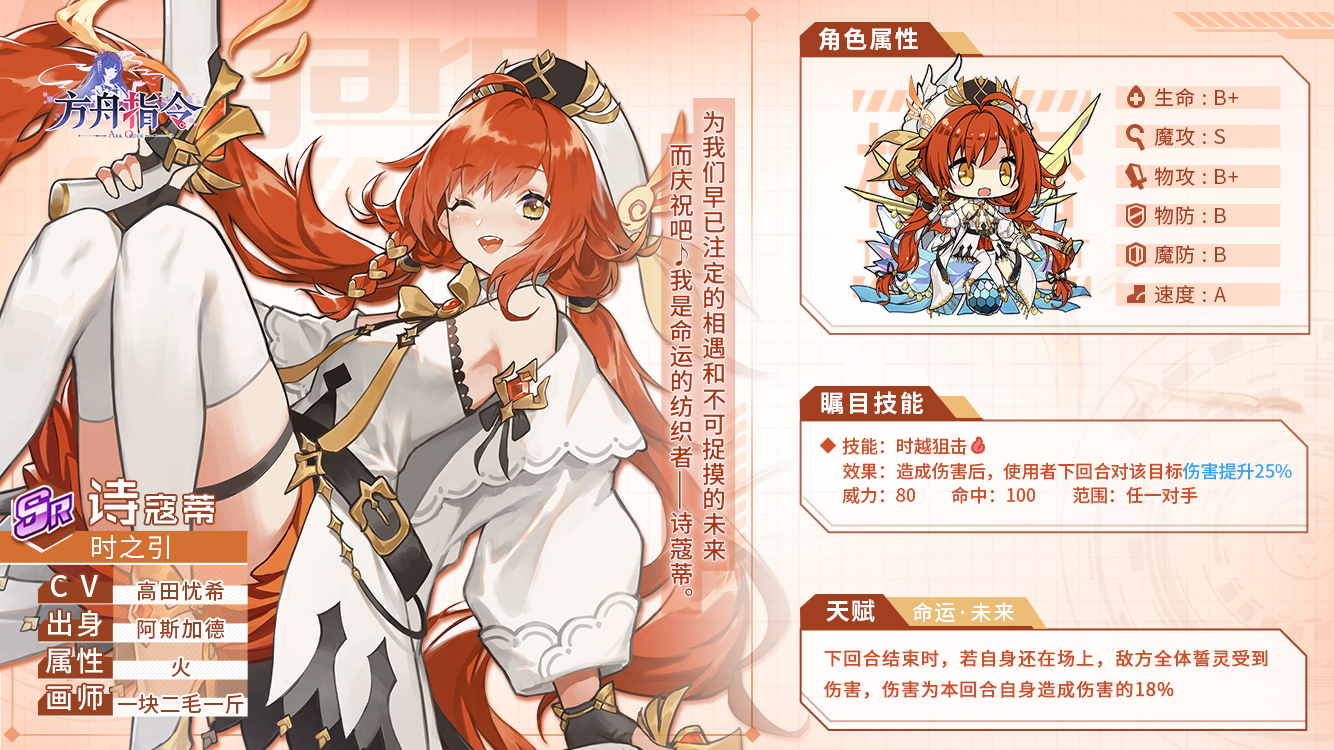 方舟指令
ARK ORDER
为我们早已注定的相遇和不可捉摸的未来
而庆祝吧♪我是命运的纺织者——诗蔻蒂。
SR
诗寇蒂
时之引
CV 高田忧希
出身 阿斯加德
属性 火
画师 一块二毛一斤
角色属性
生命：B+
魔攻：S
物攻：B+
物防：B
魔防：B
速度：A
瞩目技能
技能：时越狙击
效果：造成伤害后，使用者下回合对该目标伤害提升25%
威力：80 命中：100 范围：任一对手
天赋 命运·未来
下回合结束时，若自身还在场上，敌方全体誓灵受到
伤害，伤害为本回合自身造成伤害的18%